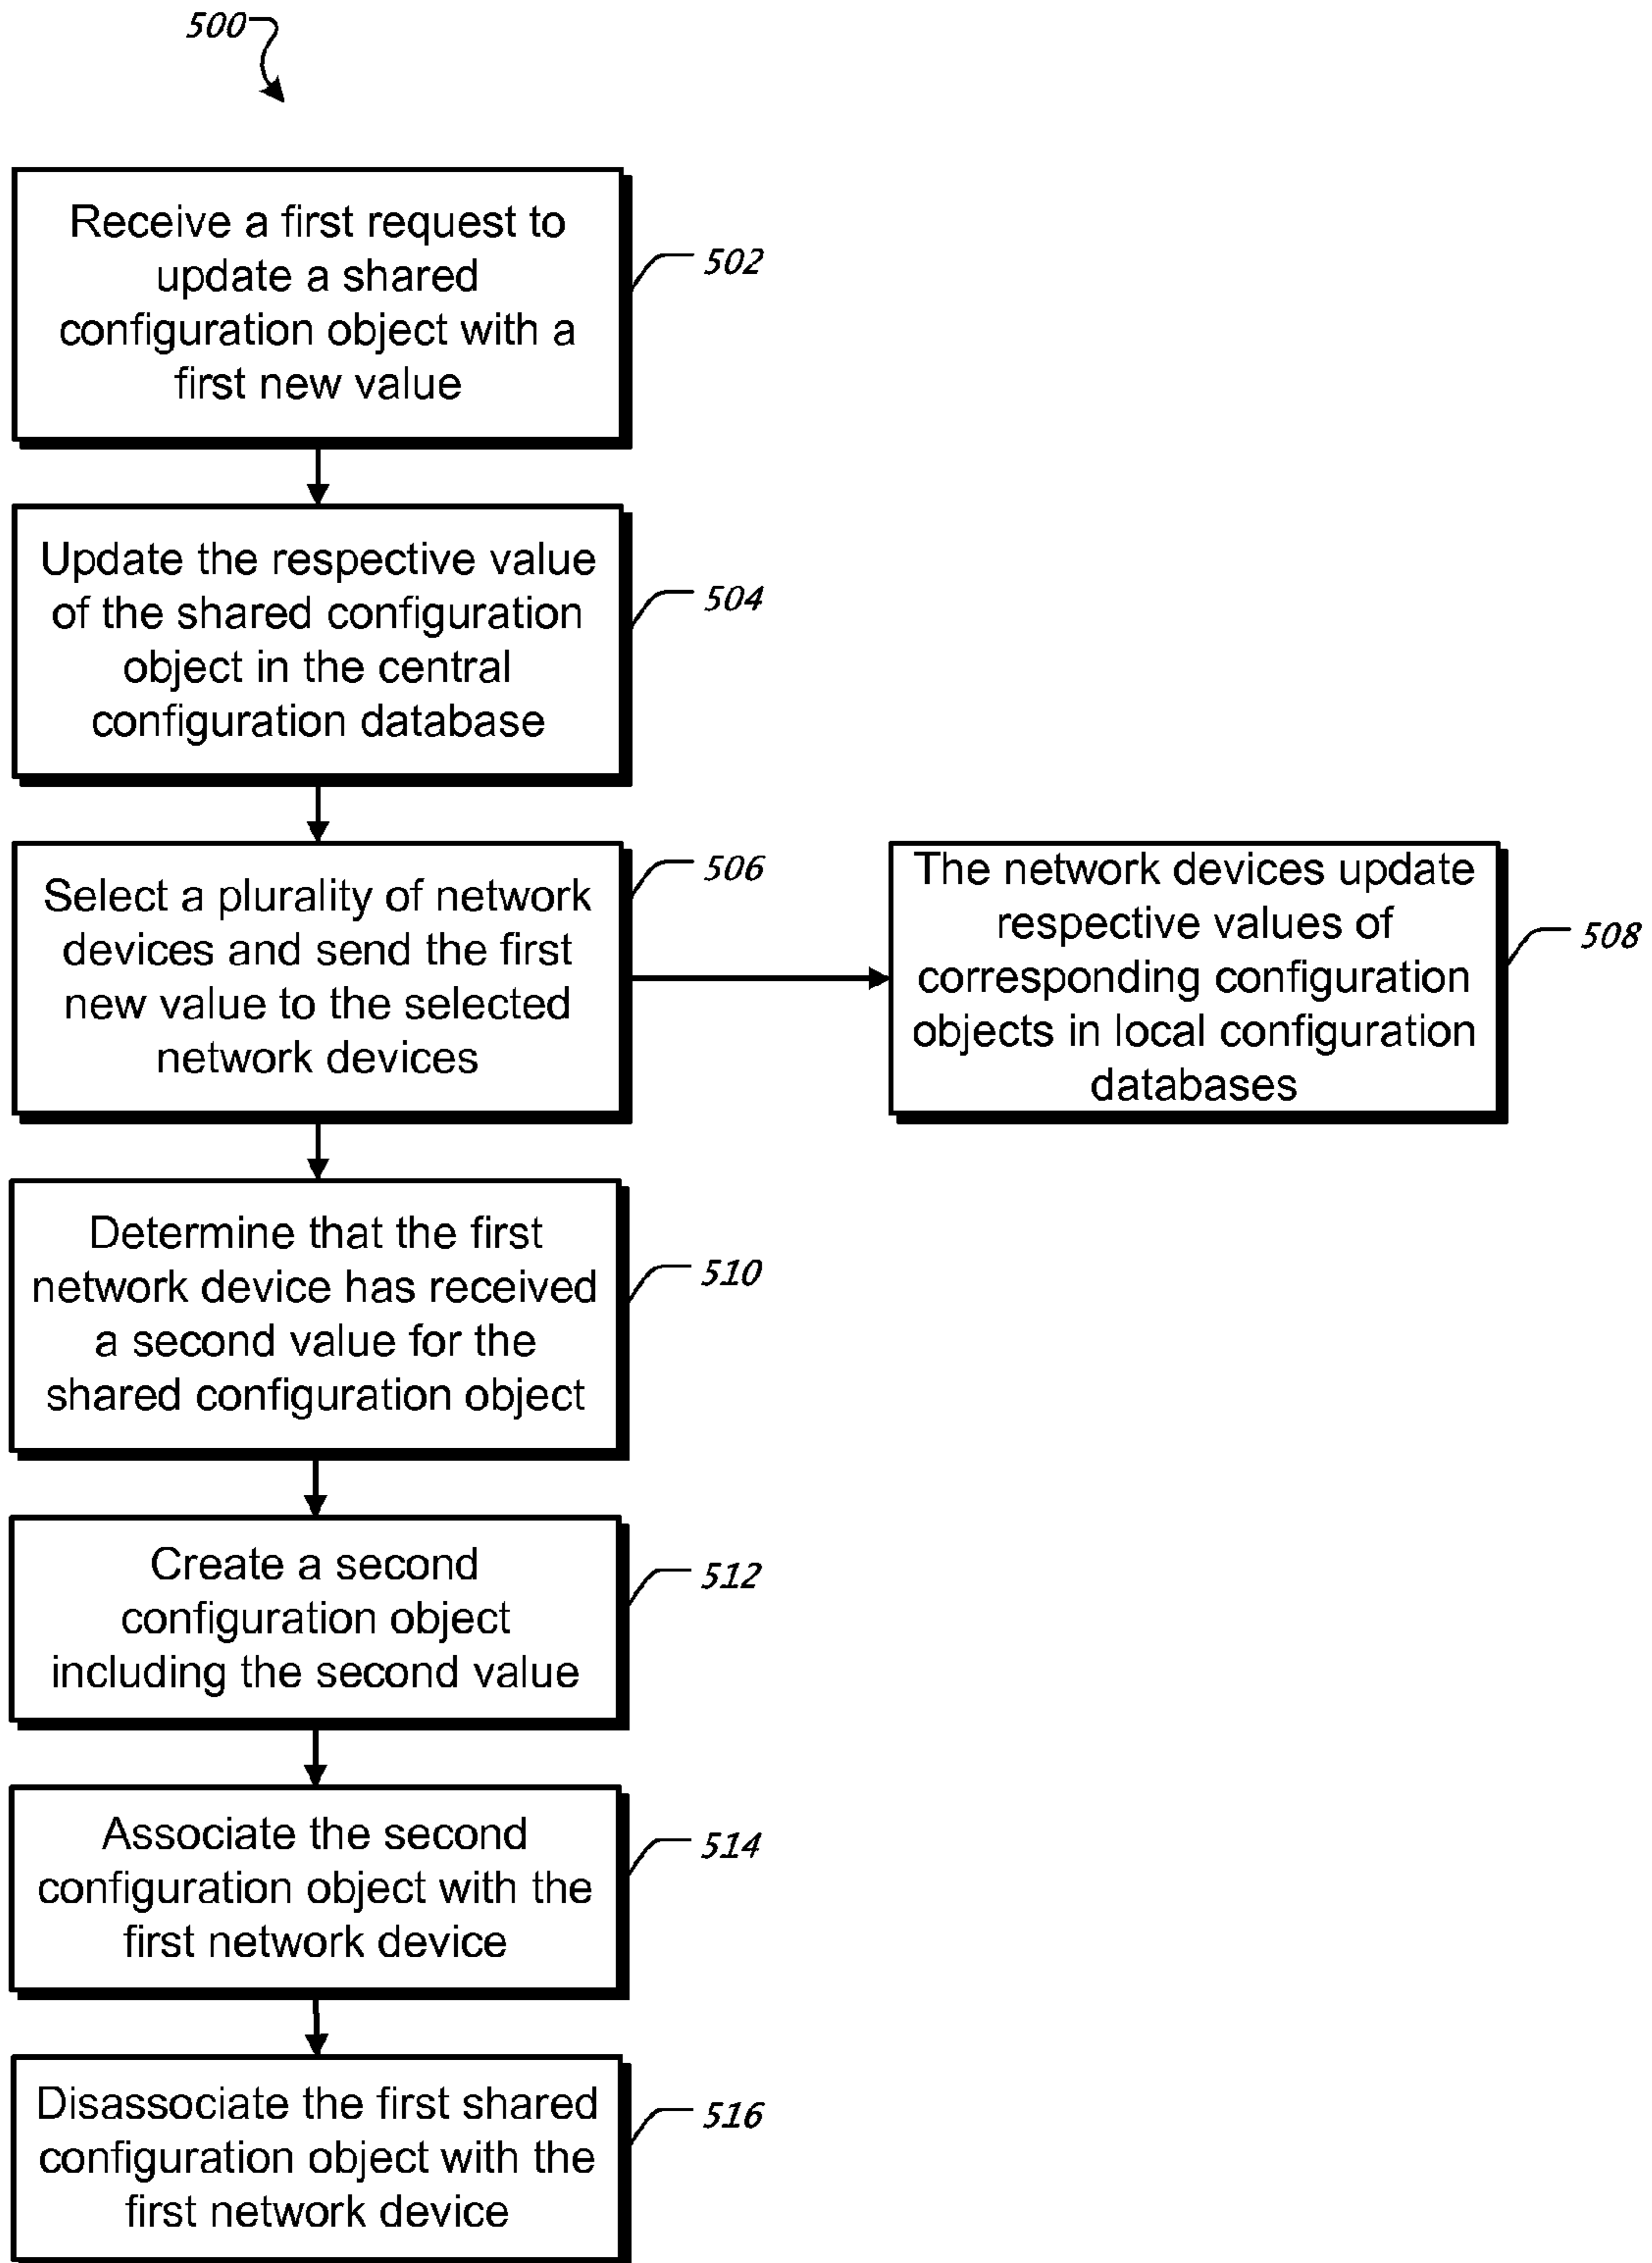 500
Receive a first request to
update a shared
configuration object with a
first new value
502
Update the respective value
of the shared configuration
object in the central
configuration database
504
Select a plurality of network
devices and send the first
new value to the selected
network devices
506
The network devices update
respective values of
corresponding configuration
objects in local configuration
databases
508
Determine that the first
network device has received
a second value for the
shared configuration object
510
Create a second
configuration object
including the second value
512
Associate the second
configuration object with the
first network device
514
Disassociate the first shared
configuration object with the
first network device
516